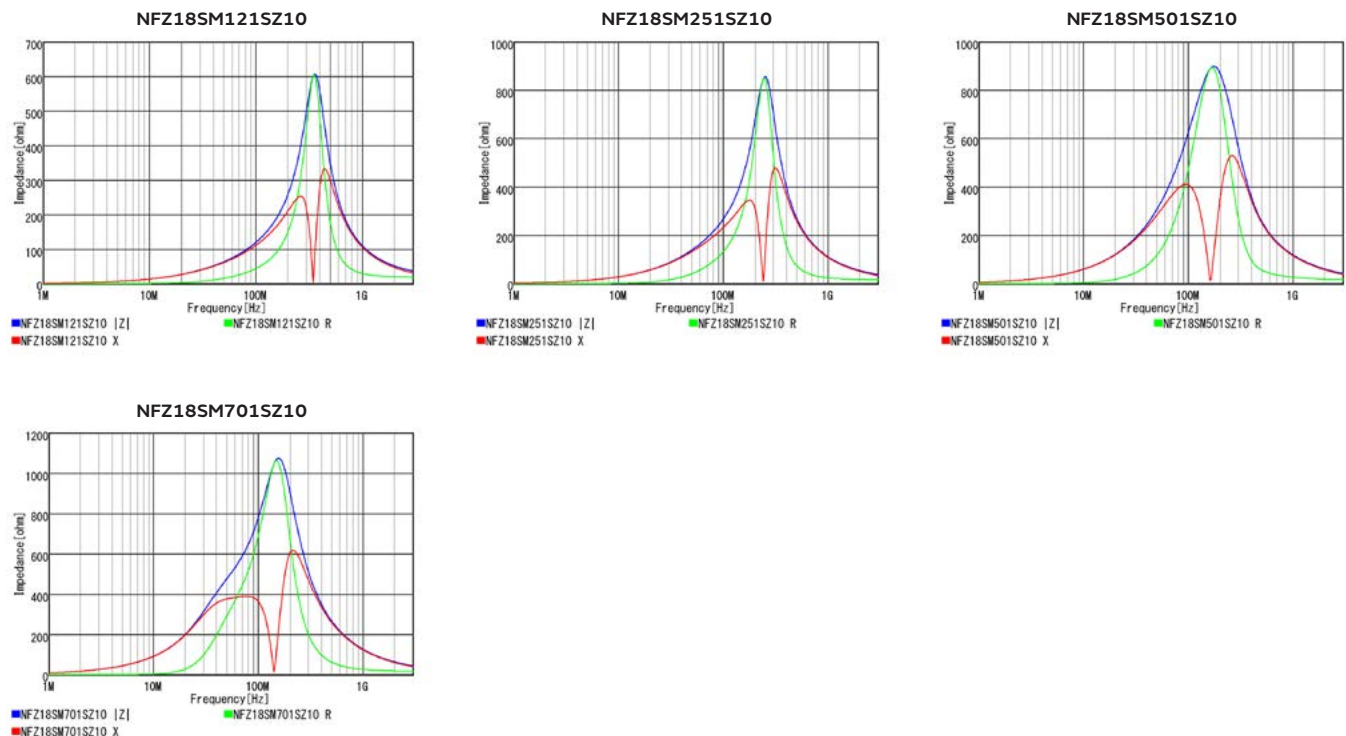 NFZ18SM121SZ10
700
600
500
400
300
200
100
0
Impedance[ohm]
1M 10M 100M 1G
Frequency[Hz]
NFZ18SM121SZ10 |Z| NFZ18SM121SZ10 R
NFZ18SM121SZ10 X
NFZ18SM251SZ10
1000
800
600
400
200
0
Impedance[ohm]
1M 10M 100M 1G
Frequency[Hz]
NFZ18SM251SZ10 |Z| NFZ18SM251SZ10 R
NFZ18SM251SZ10 X
NFZ18SM501SZ10
1000
800
600
400
200
0
Impedance[ohm]
1M 10M 100M 1G
Frequency[Hz]
NFZ18SM501SZ10 |Z| NFZ18SM501SZ10 R
NFZ18SM501SZ10 X
NFZ18SM701SZ10
1200
1000
800
600
400
200
0
Impedance[ohm]
1M 10M 100M 1G
Frequency[Hz]
NFZ18SM701SZ10 |Z| NFZ18SM701SZ10 R
NFZ18SM701SZ10 X